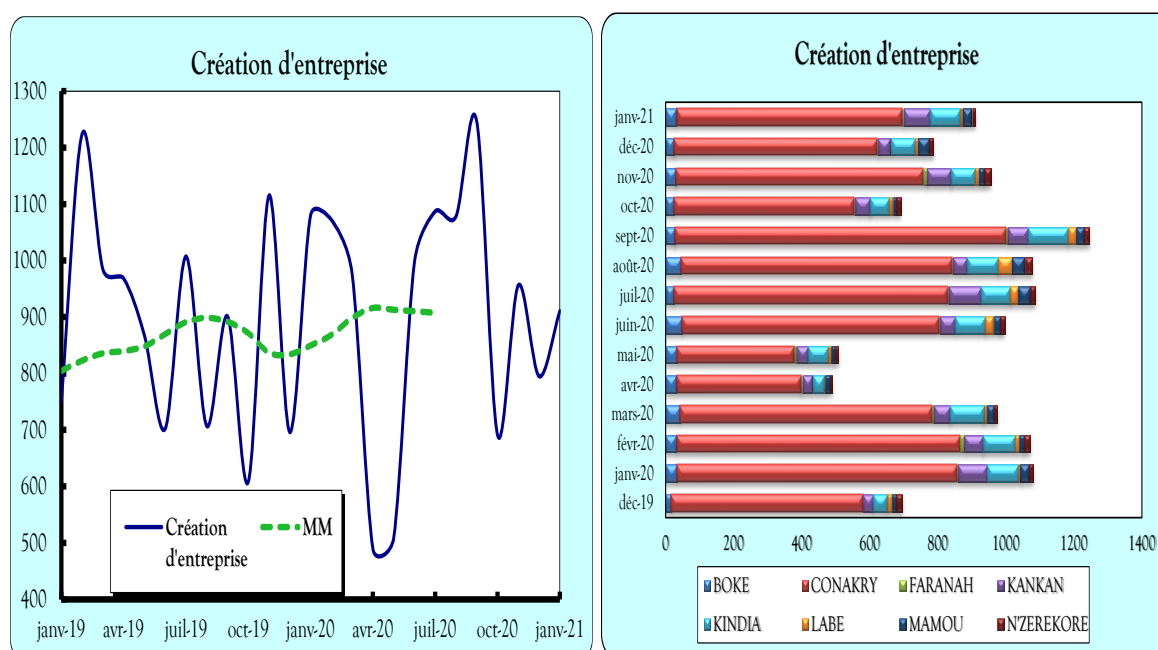 Création d'entreprise
1300
1200
1100
1000
900
800
700
600
500
400
Création d'entreprise
MM
janv-19 avr-19 juil-19 oct-19 janv-20 avr-20 juil-20 oct-20 janv-21
Création d'entreprise
janv-21
déc-20
nov-20
oct-20
sept-20
août-20
juil-20
juin-20
mai-20
avr-20
mars-20
févr-20
janv-20
déc-19
0 200 400 600 800 1000 1200 1400
BOKE CONAKRY FARANAH KANKAN
KINDIA LABE MAMOU N'ZEREKORE